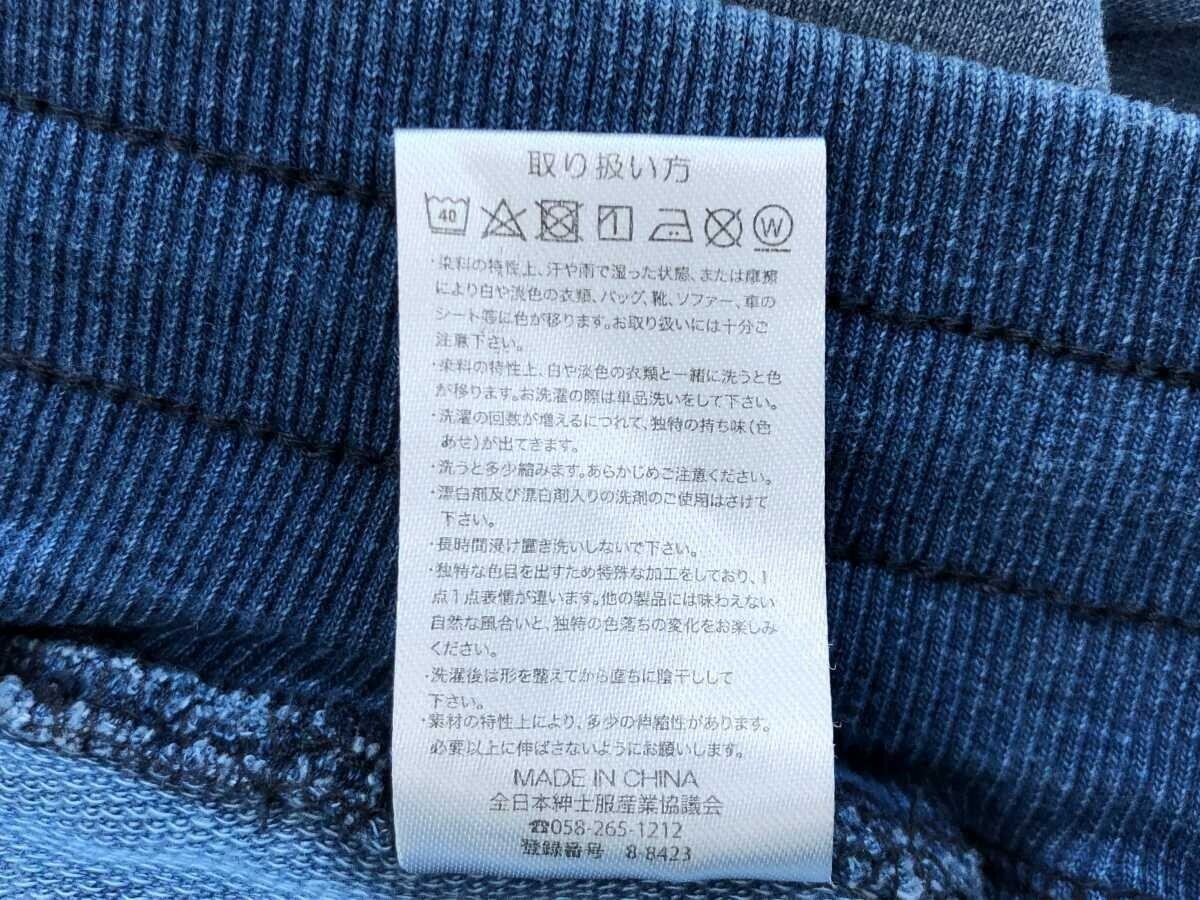 取り扱い方
40 W
・染料の特性上、汗や雨で湿った状態、または摩擦
により白や淡色の衣類、バッグ、靴、ソファー、車の
シート等に色が移ります。お取り扱いには十分ご
注意下さい。
・染料の特性上、白や淡色の衣類と一緒に洗うと色
が移ります。お洗濯の際は単品洗いをして下さい。
・洗濯の回数が増えるにつれて、独特の持ち味（色
あせ）が出てきます。
・洗うと多少縮みます。あらかじめご注意ください。
・漂白剤及び漂白剤入りの洗剤のご使用はさけて
下さい。
・長時間浸け置き洗いしないで下さい。
・独特な色目を出すため特殊な加工をしており、1
点1点表情が違います。他の製品には味わえない
自然な風合いと、独特の色落ちの変化をお楽しみ
ください。
・洗濯後は形を整えてから直ちに陰干しして
下さい。
・素材の特性上により、多少の伸縮性があります。
必要以上に伸ばさないようにお願いします。
MADE IN CHINA
全日本紳士服産業協議会
☎058-265-1212
登録番号 8-8423